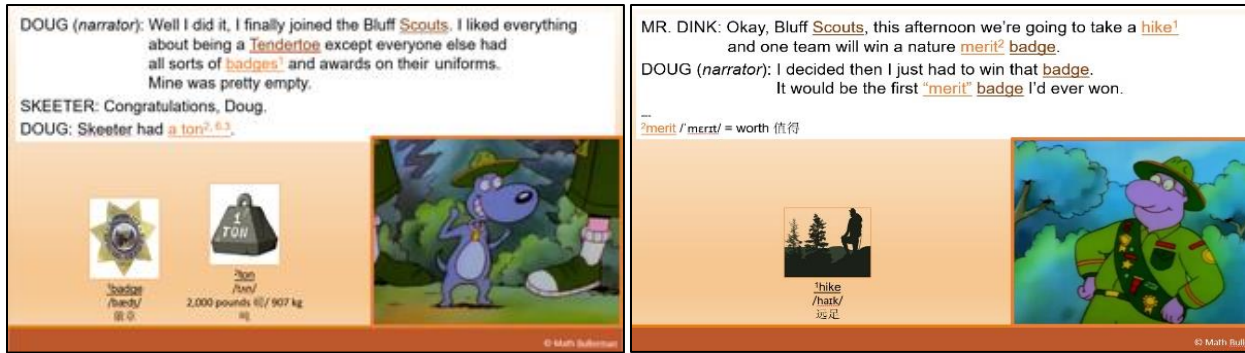 DOUG (narrator): Well I did it, I finally joined the Bluff Scouts. I liked everything
about being a Tendertoe except everyone else had
all sorts of badges¹ and awards on their uniforms.
Mine was pretty empty.
SKEETER: Congratulations, Doug.
DOUG: Skeeter had a ton².
1
TON
¹badge
²ton
/tʌn/
2,000 pounds / 907 kg
© Math Bullerman
MR. DINK: Okay, Bluff Scouts, this afternoon we’re going to take a hike¹
and one team will win a nature merit² badge.
DOUG (narrator): I decided then I just had to win that badge.
It would be the first “merit” badge I’d ever won.
²merit /ˈmɛrɪt/ = worth 值得
¹hike
/haɪk/
远足
© Math Bull